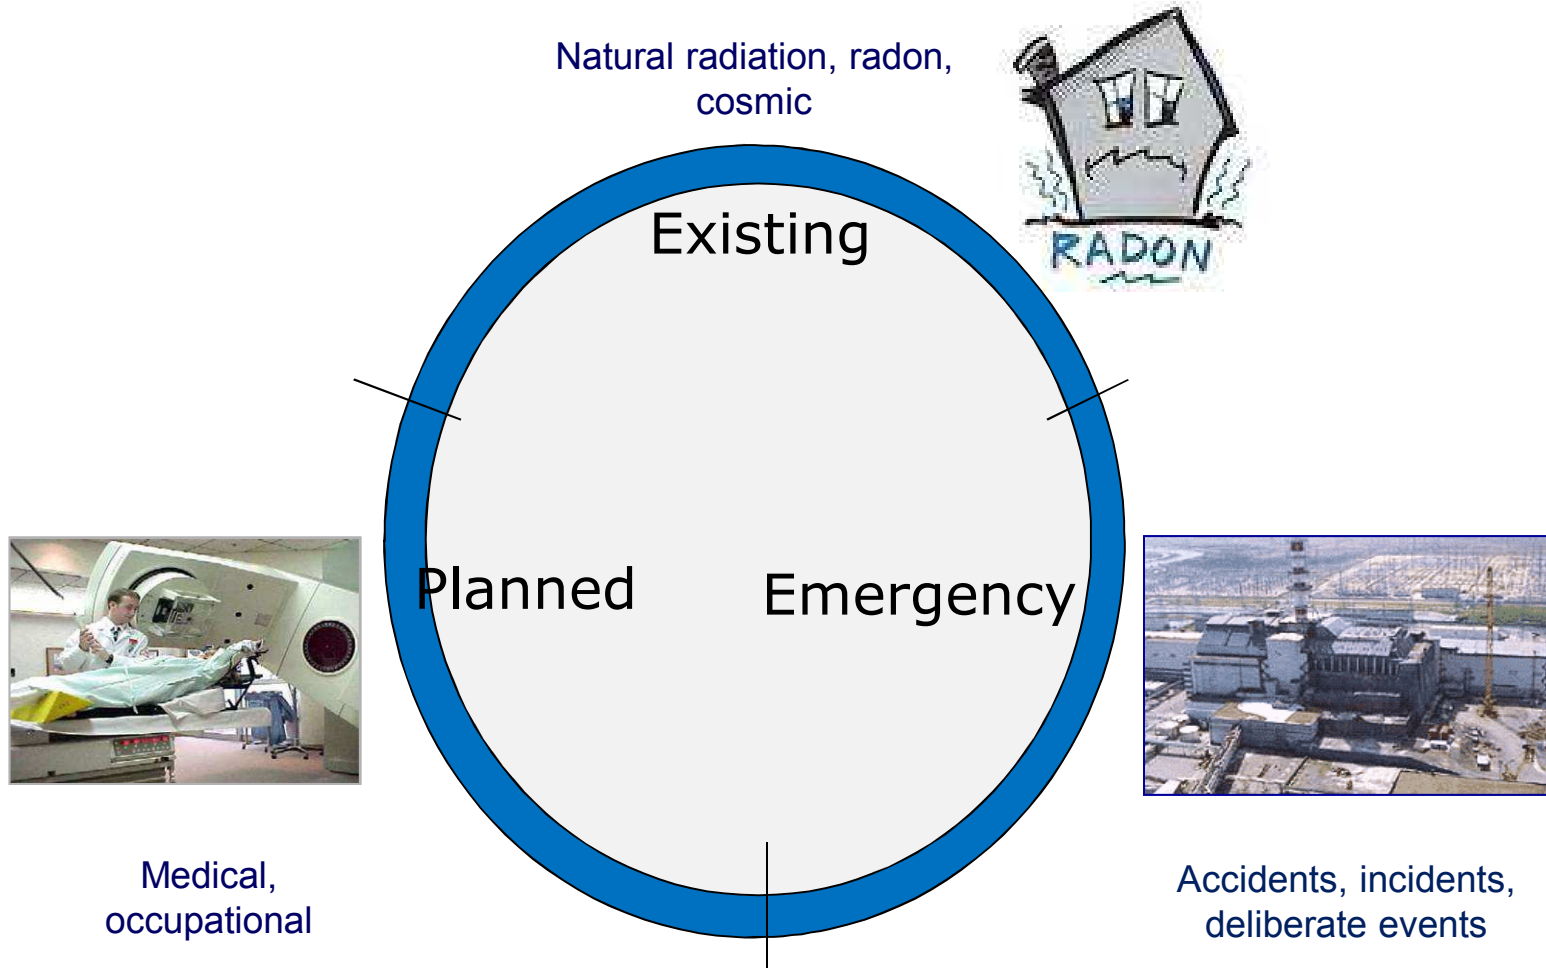 Natural radiation, radon,
cosmic
Existing
RADON
Planned
Emergency
Medical,
occupational
Accidents, incidents,
deliberate events